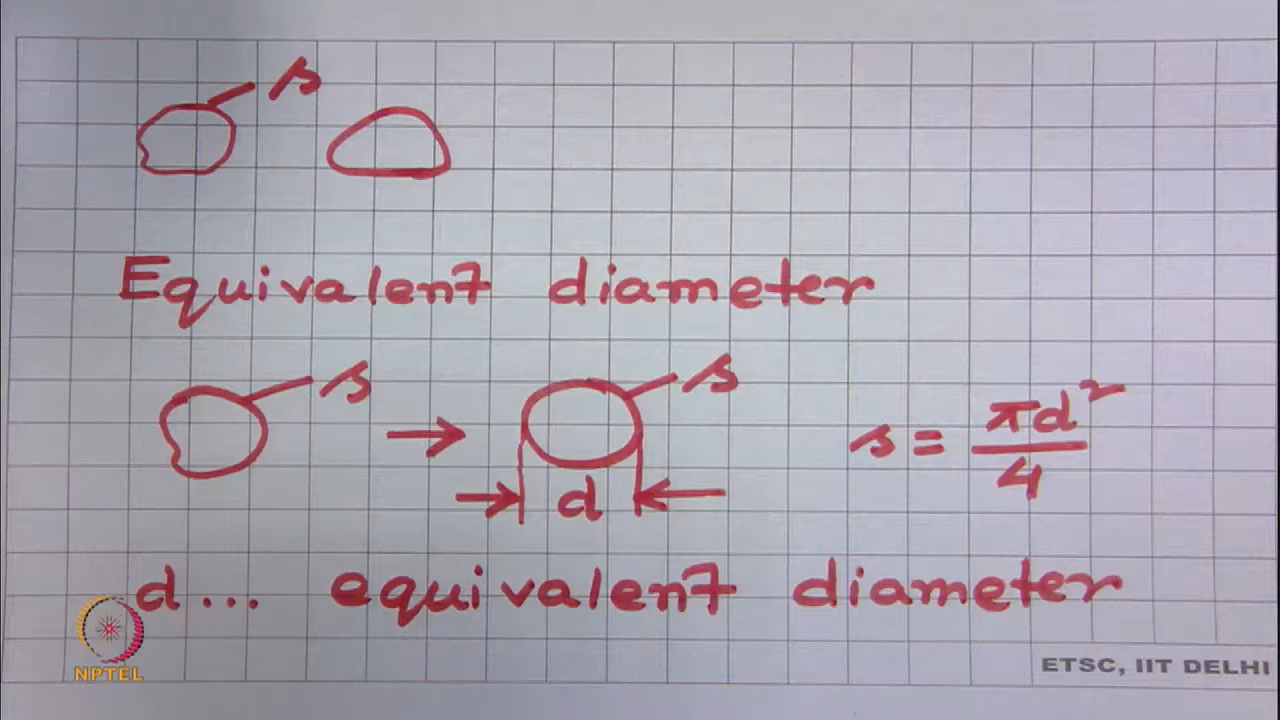 s
Equivalent diameter
s → s s = πd²/4
d
d... equivalent diameter
NPTEL
ETSC, IIT DELHI